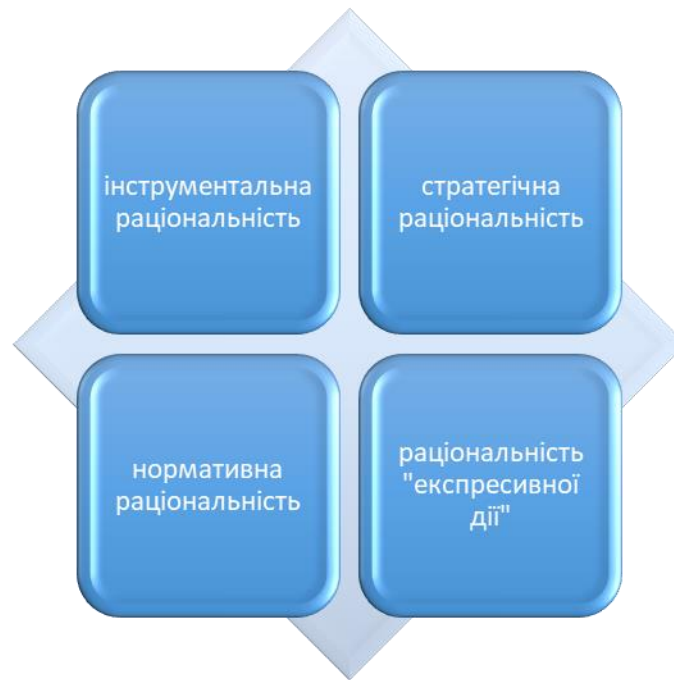 інструментальна
раціональність
стратегічна
раціональність
нормативна
раціональність
раціональність
"експресивної
дії"